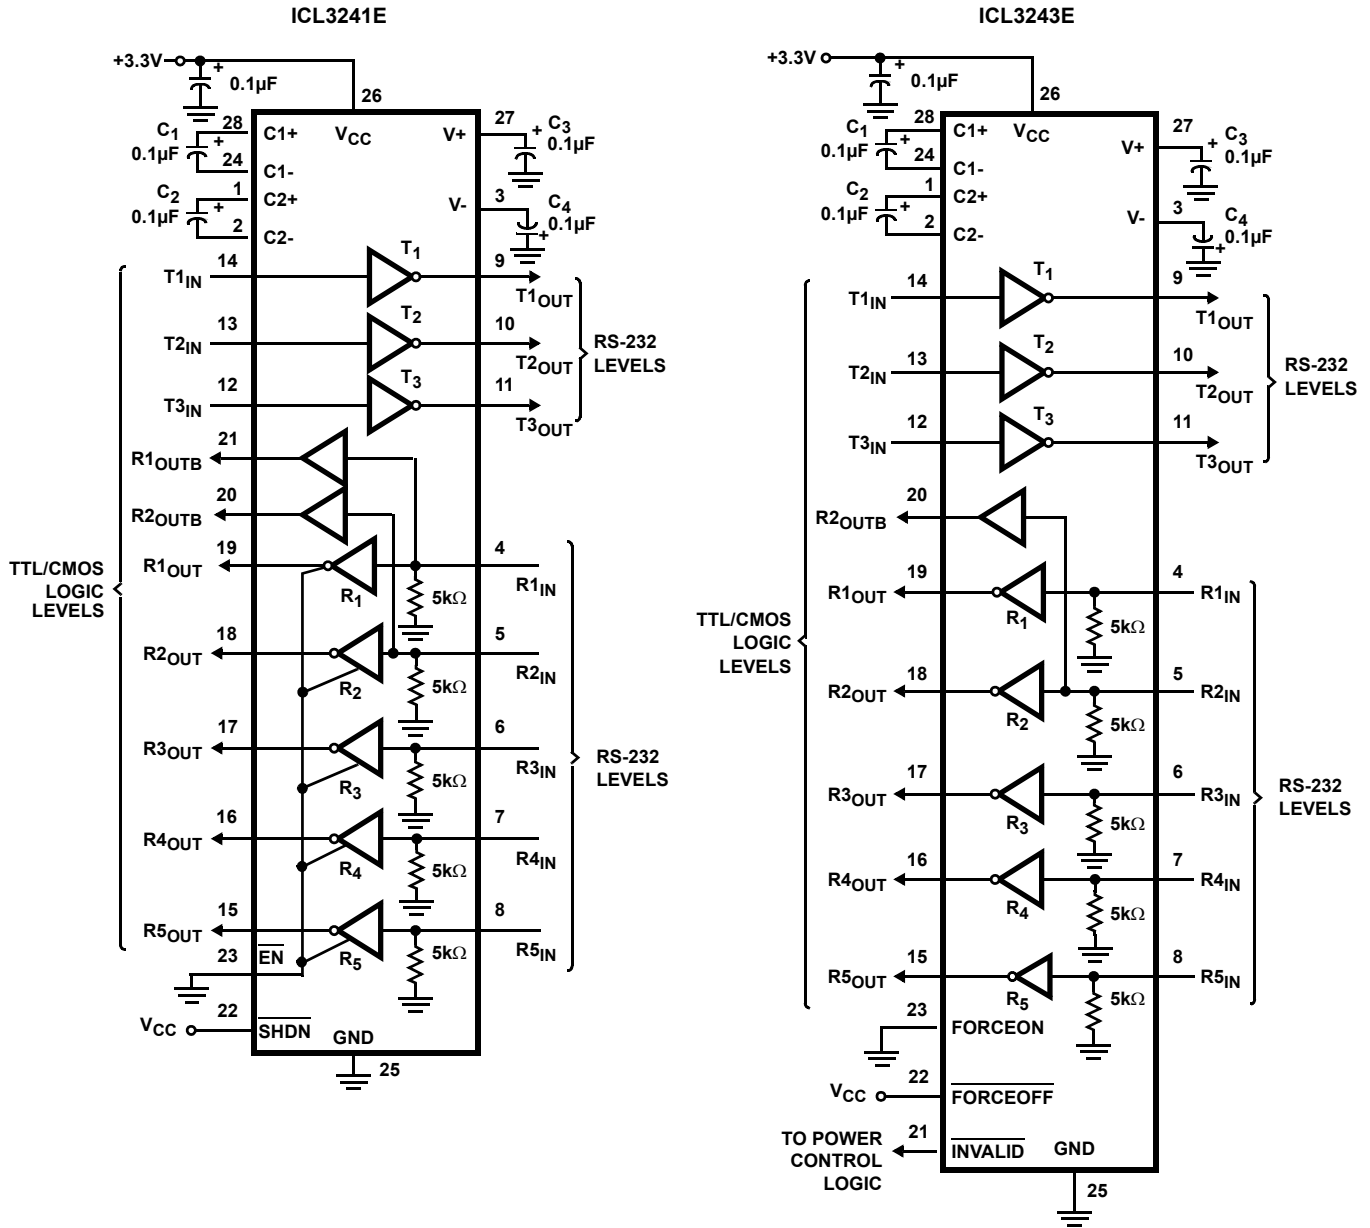 ICL3241E
+3.3V
+
0.1µF
26
C1
0.1µF
28
+
24
C1+
C1-
VCC
V+
27
+
C3
0.1µF
C2
0.1µF
1
+
2
C2+
C2-
V-
3
C4
0.1µF
+
T1IN
14
T1
9
T1OUT
T2IN
13
T2
10
T2OUT
T3IN
12
T3
11
T3OUT
RS-232
LEVELS
R1OUTB
21
R2OUTB
20
R1OUT
19
R1
5kΩ
4
R1IN
R2OUT
18
R2
5kΩ
5
R2IN
R3OUT
17
R3
5kΩ
6
R3IN
R4OUT
16
R4
5kΩ
7
R4IN
R5OUT
15
R5
5kΩ
8
R5IN
TTL/CMOS
LOGIC
LEVELS
RS-232
LEVELS
23
EN
VCC
22
SHDN
GND
25
ICL3243E
+3.3V
+
0.1µF
26
C1
0.1µF
28
+
24
C1+
C1-
VCC
V+
27
+
C3
0.1µF
C2
0.1µF
1
+
2
C2+
C2-
V-
3
C4
0.1µF
+
T1IN
14
T1
9
T1OUT
T2IN
13
T2
10
T2OUT
T3IN
12
T3
11
T3OUT
RS-232
LEVELS
R2OUTB
20
R1OUT
19
R1
5kΩ
4
R1IN
R2OUT
18
R2
5kΩ
5
R2IN
R3OUT
17
R3
5kΩ
6
R3IN
R4OUT
16
R4
5kΩ
7
R4IN
R5OUT
15
R5
5kΩ
8
R5IN
TTL/CMOS
LOGIC
LEVELS
RS-232
LEVELS
23
FORCEON
VCC
22
FORCEOFF
TO POWER
CONTROL
LOGIC
21
INVALID
GND
25